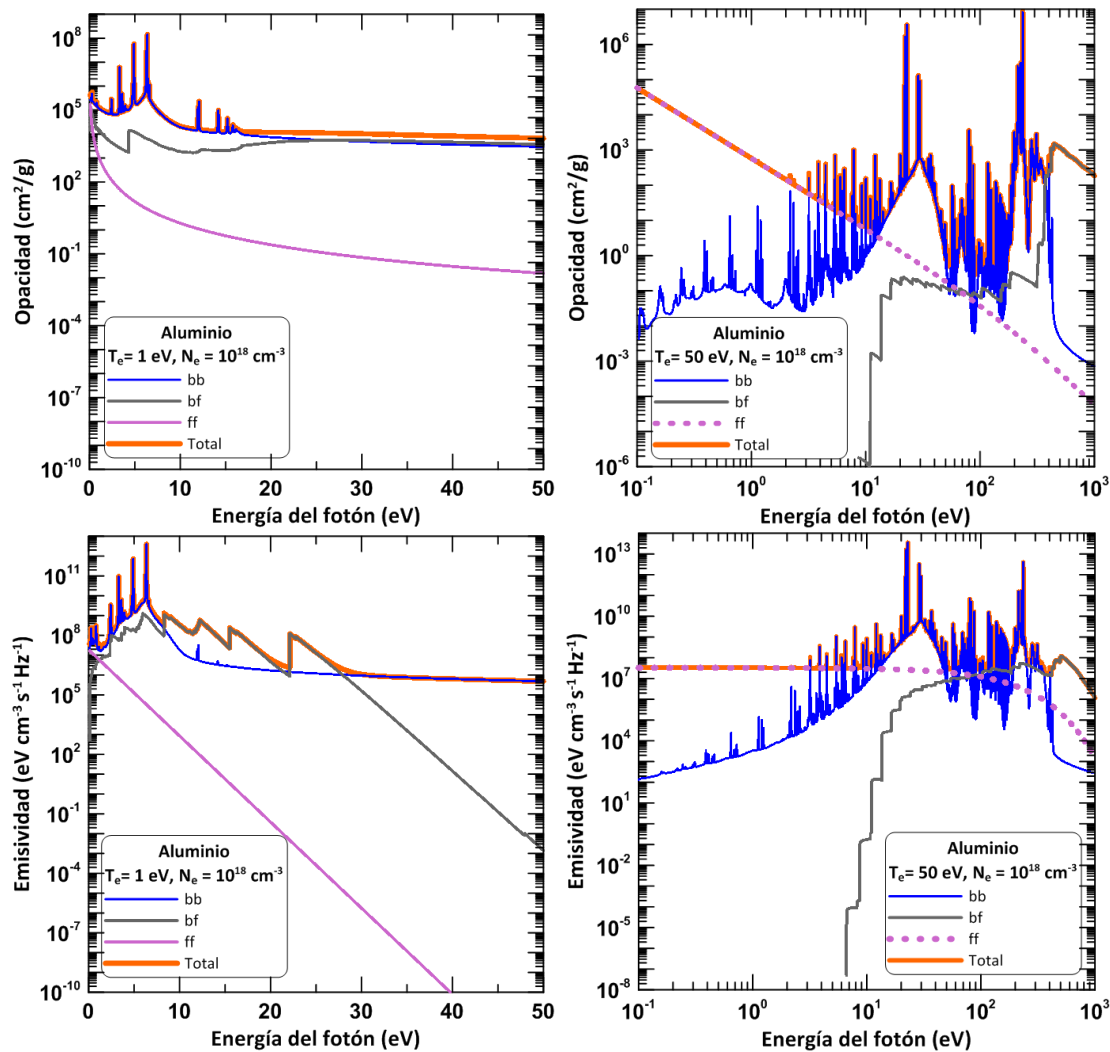 Opacidad (cm²/g)
10⁸
10⁵
10²
10⁻¹
10⁻⁴
10⁻⁷
10⁻¹⁰
Aluminio
Tₑ= 1 eV, Nₑ = 10¹⁸ cm⁻³
bb
bf
ff
Total
0 10 20 30 40 50
Energía del fotón (eV)
Opacidad (cm²/g)
10⁶
10³
10⁰
10⁻³
10⁻⁶
Aluminio
Tₑ= 50 eV, Nₑ = 10¹⁸ cm⁻³
bb
bf
ff
Total
10⁻¹ 10⁰ 10¹ 10² 10³
Energía del fotón (eV)
Emisividad (eV cm⁻³ s⁻¹ Hz⁻¹)
10¹¹
10⁸
10⁵
10²
10⁻¹
10⁻⁴
10⁻⁷
10⁻¹⁰
Aluminio
Tₑ= 1 eV, Nₑ = 10¹⁸ cm⁻³
bb
bf
ff
Total
0 10 20 30 40 50
Energía del fotón (eV)
Emisividad (eV cm⁻³ s⁻¹ Hz⁻¹)
10¹³
10¹⁰
10⁷
10⁴
10¹
10⁻²
10⁻⁵
10⁻⁸
Aluminio
Tₑ= 50 eV, Nₑ = 10¹⁸ cm⁻³
bb
bf
ff
Total
10⁻¹ 10⁰ 10¹ 10² 10³
Energía del fotón (eV)